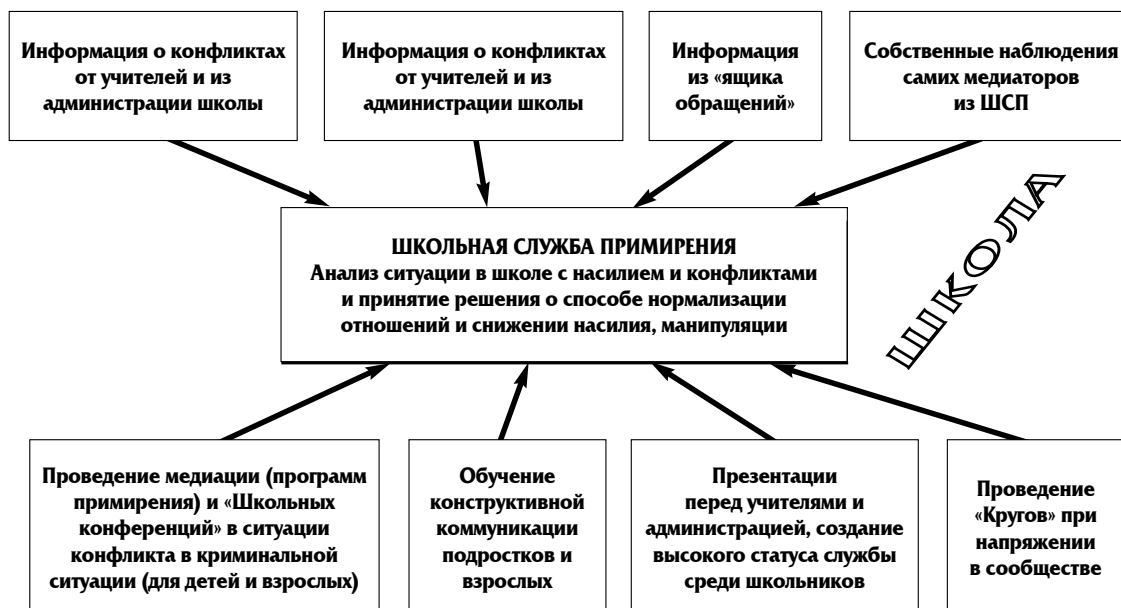 Информация о конфликтах
от учителей и из
администрации школы
Информация о конфликтах
от учителей и из
администрации школы
Информация
из «ящика
обращений»
Собственные наблюдения
самих медиаторов
из ШСП
ШКОЛА
ШКОЛЬНАЯ СЛУЖБА ПРИМИРЕНИЯ
Анализ ситуации в школе с насилием и конфликтами
и принятие решения о способе нормализации
отношений и снижении насилия, манипуляции
Проведение медиации (программ
примирения) и «Школьных
конференций» в ситуации
конфликта в криминальной
ситуации (для детей и взрослых)
Обучение
конструктивной
коммуникации
подростков и
взрослых
Презентации
перед учителями и
администрацией, создание
высокого статуса службы
среди школьников
Проведение
«Кругов» при
напряжении
в сообществе